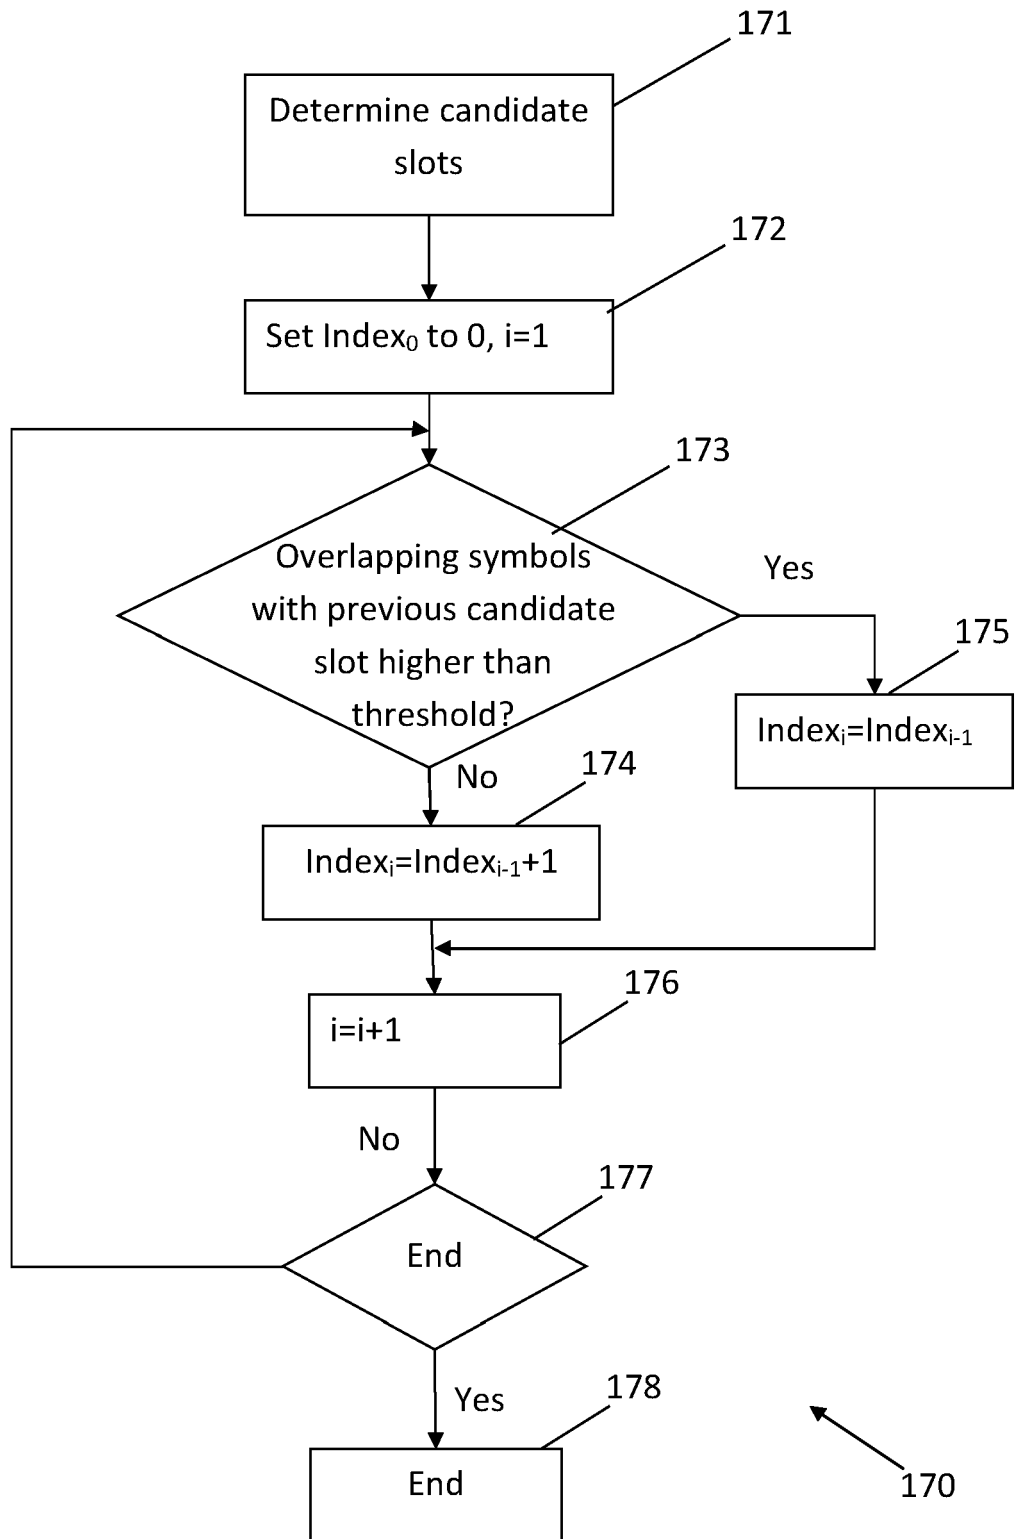 171
Determine candidate
slots
172
Set Index₀ to 0, i=1
173
Overlapping symbols
with previous candidate
slot higher than
threshold?
Yes
175
Indexᵢ=Indexᵢ₋₁
No
174
Indexᵢ=Indexᵢ₋₁+1
176
i=i+1
No
177
End
Yes
178
End
170